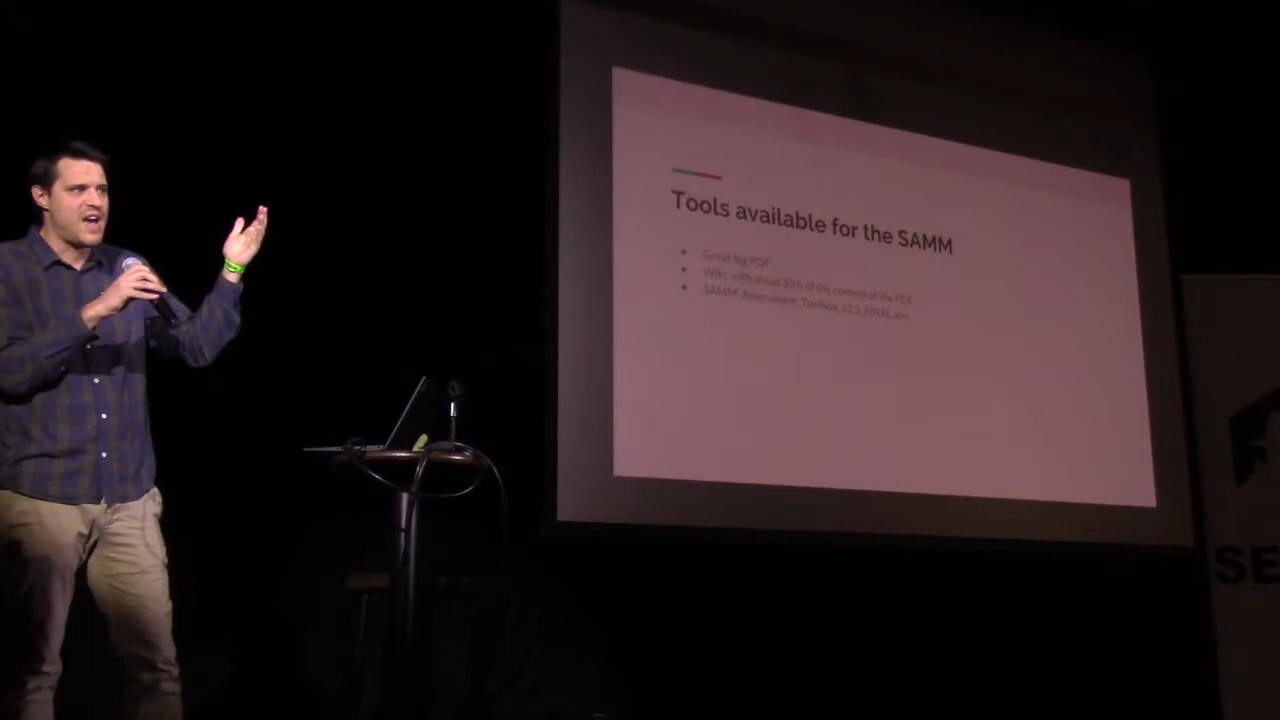 Tools available for the SAMM
Great big PDF
Wiki, with about 85% of the content of the PDF
SAMM_Assessment_Toolbox_v1.5_FINAL.xlsx
SE